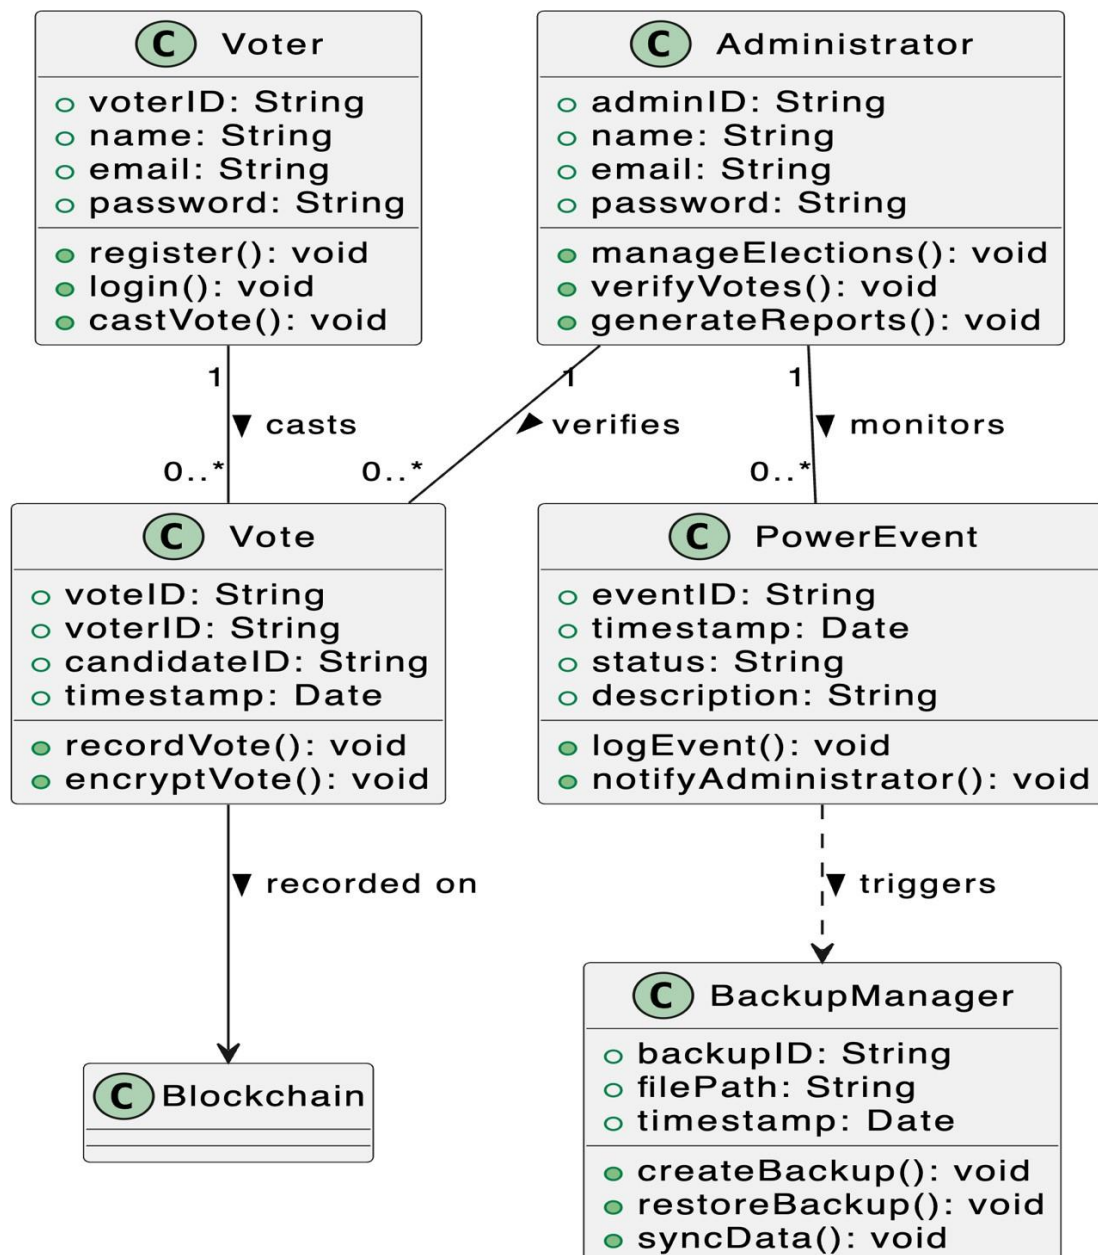 C Voter
voterID: String
name: String
email: String
password: String
register(): void
login(): void
castVote(): void
C Administrator
adminID: String
name: String
email: String
password: String
manageElections(): void
verifyVotes(): void
generateReports(): void
1
casts
0..*
1
verifies
0..*
1
monitors
0..*
C Vote
voteID: String
voterID: String
candidateID: String
timestamp: Date
recordVote(): void
encryptVote(): void
C PowerEvent
eventID: String
timestamp: Date
status: String
description: String
logEvent(): void
notifyAdministrator(): void
recorded on
triggers
C Blockchain
C BackupManager
backupID: String
filePath: String
timestamp: Date
createBackup(): void
restoreBackup(): void
syncData(): void